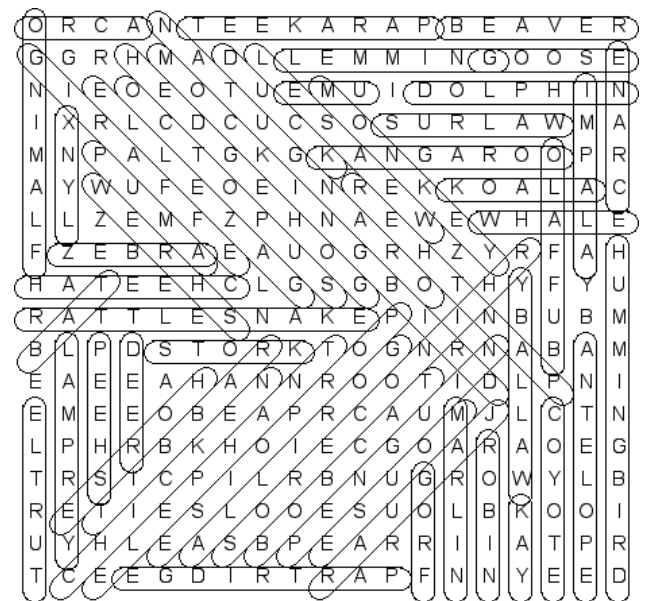 O R C A N T E E K A R A P B E A V E R
G G R H M A D L L E M M I N G O O S E
N I E O E O T U E M U I D O L P H I N
I X R L C D C U C S O S U R L A W M A
M N P A L T G K G K A N G A R O O P R
A Y W U F E O E I N R E K K O A L A C
L L Z E M F Z P H N A E W E W H A L E
F Z E B R A E A U O G R H Z Y R F A H
H A T E E H C L G S G B O T H Y F Y U
R A T T L E S N A K E P I I N B U B M
B L P D S T O R K T O G N R N A B A M
E A E E A H A N N R O O T I D L P N I
E M E E O B E A P R C A U M J L C T N
L P H R B K H O I E C G O A R A O E G
T R S T C P I L R B N U G R O W Y L B
R E T I E S L O O E S U O L B K O O I
U Y H L E A S B P E A R R I I A T P R
T C E E G D I R T R A P F N N Y E E D